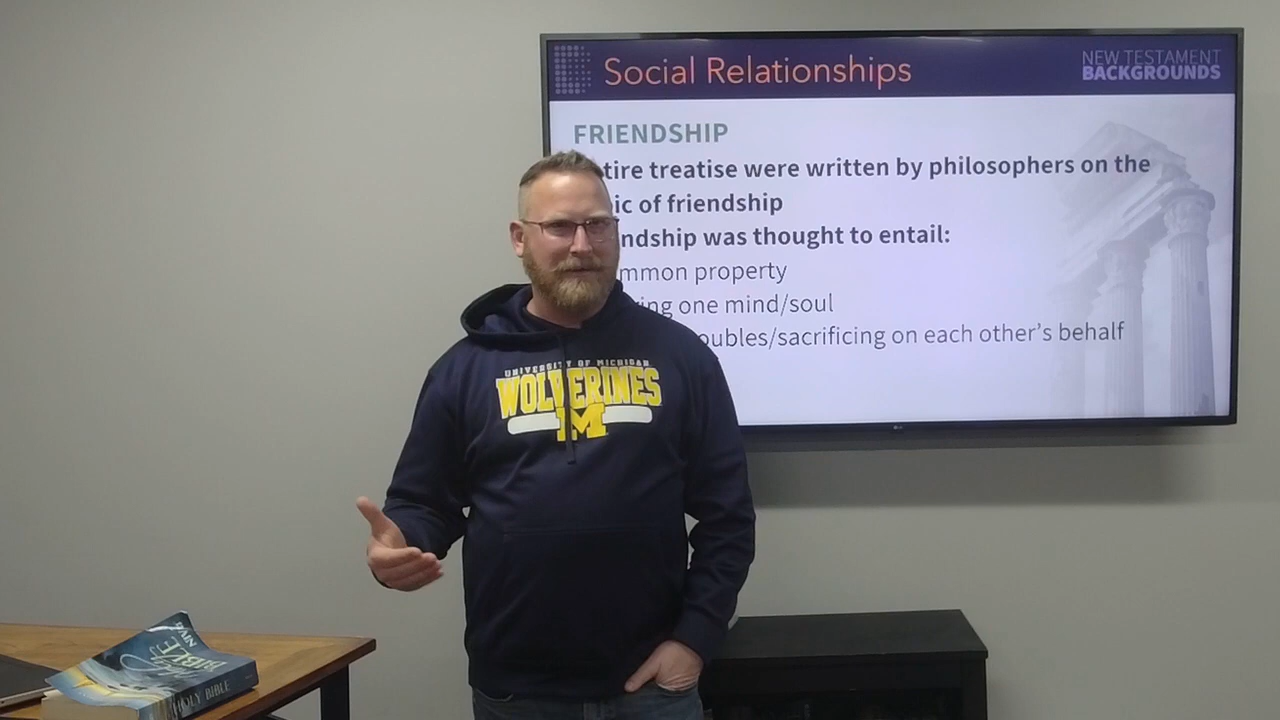 Social Relationships
NEW TESTAMENT
BACKGROUNDS
FRIENDSHIP
tire treatise were written by philosophers on the
ic of friendship
ndship was thought to entail:
mmon property
ing one mind/soul
oubles/sacrificing on each other's behalf
UNIVERSITY OF MICHIGAN
WOLVERINES
M
LG
NIV
BIBLE
HOLY BIBLE